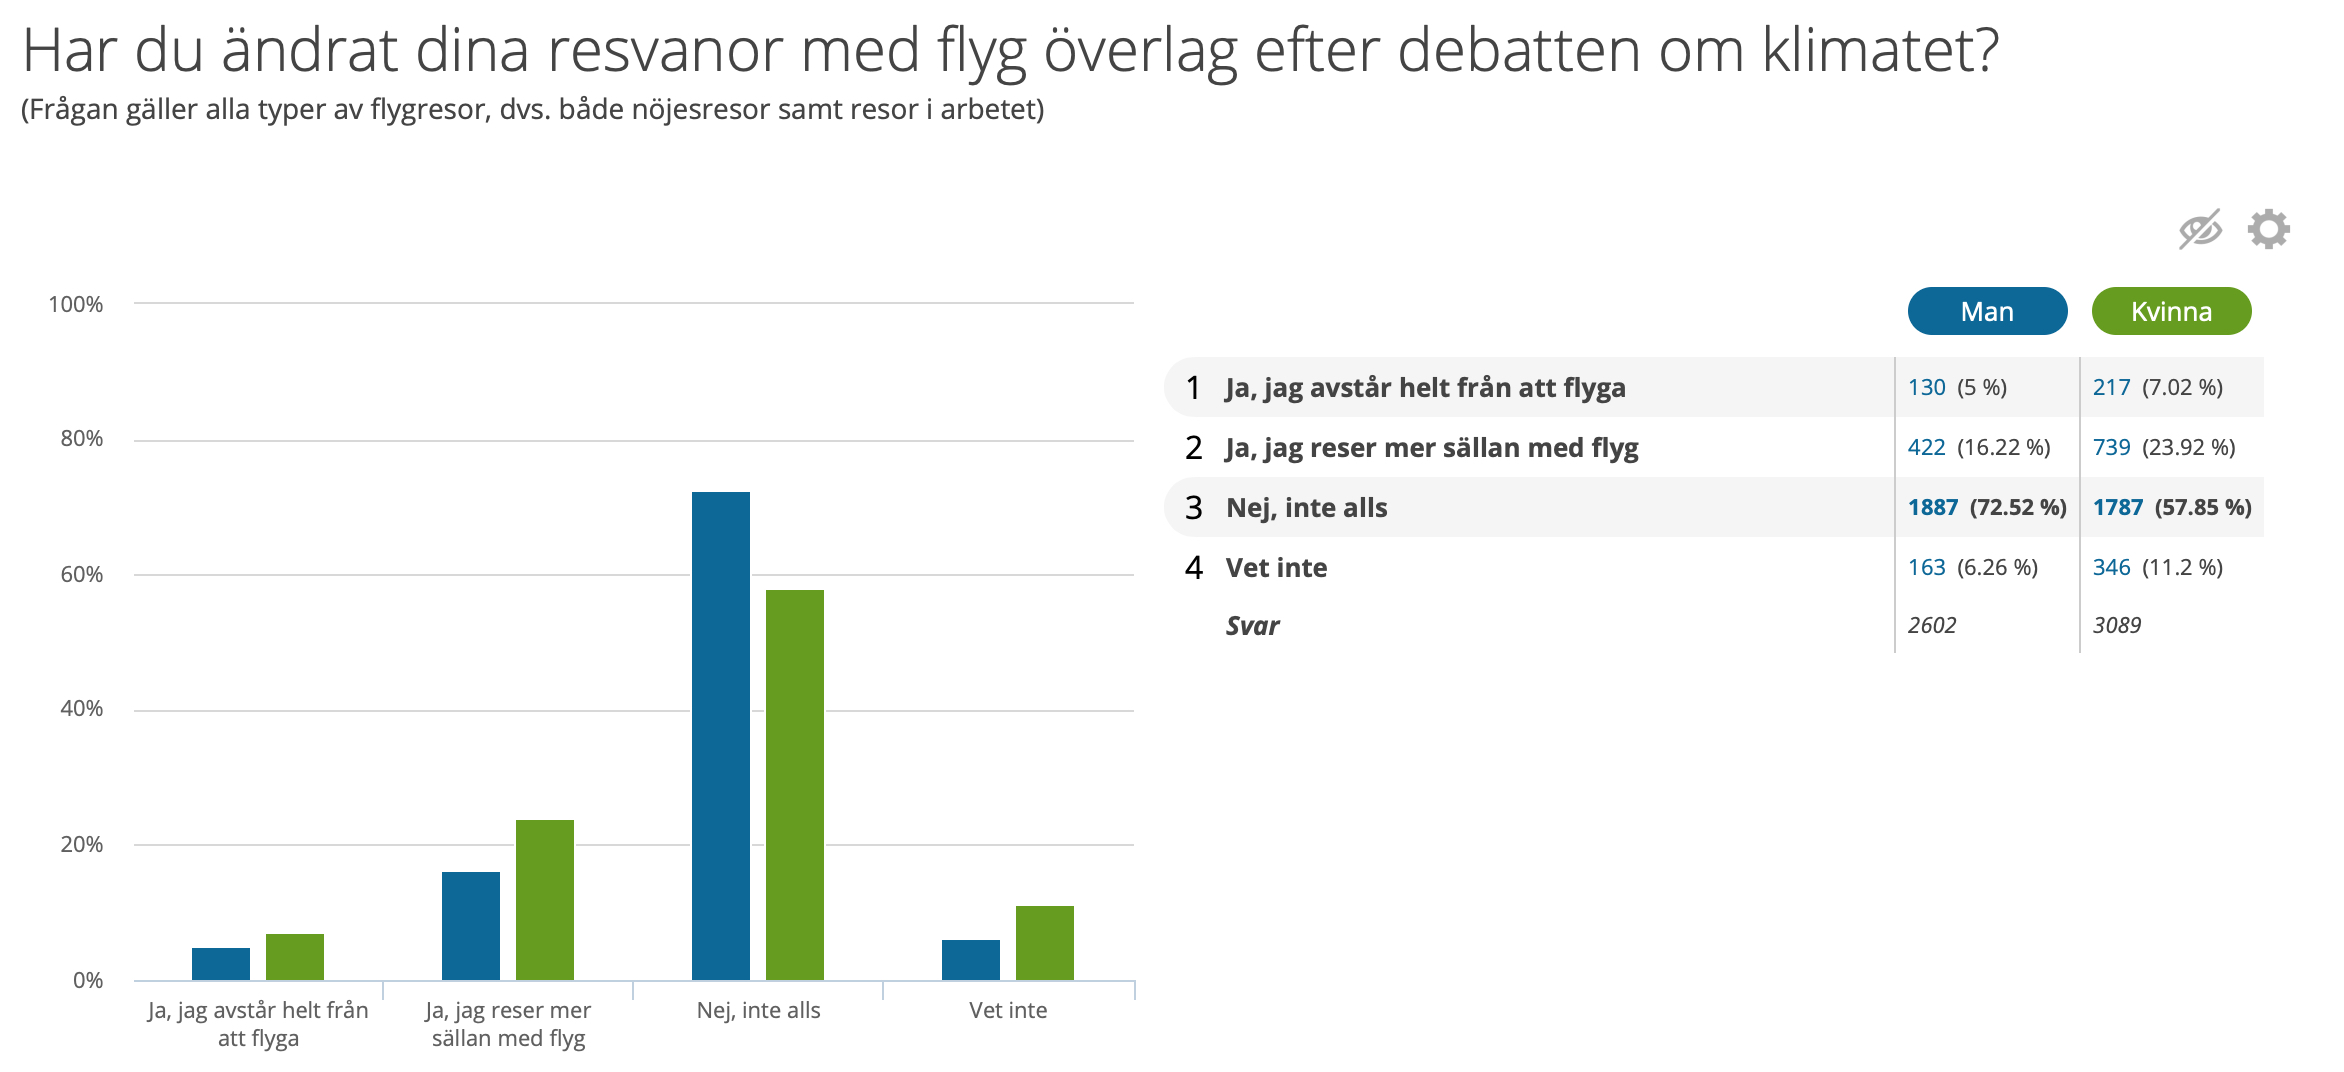 Har du ändrat dina resvanor med flyg överlag efter debatten om klimatet?
(Frågan gäller alla typer av flygresor, dvs. både nöjesresor samt resor i arbetet)
100%
80%
60%
40%
20%
0%
Ja, jag avstår helt från
att flyga
Ja, jag reser mer
sällan med flyg
Nej, inte alls
Vet inte
Man Kvinna
1 Ja, jag avstår helt från att flyga 130 (5 %) 217 (7.02 %)
2 Ja, jag reser mer sällan med flyg 422 (16.22 %) 739 (23.92 %)
3 Nej, inte alls 1887 (72.52 %) 1787 (57.85 %)
4 Vet inte 163 (6.26 %) 346 (11.2 %)
Svar 2602 3089